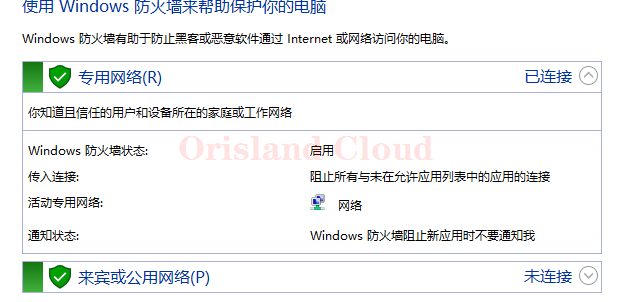 使用 Windows 防火墙来帮助保护你的电脑
Windows 防火墙有助于防止黑客或恶意软件通过 Internet 或网络访问你的电脑。
专用网络(R) 已连接
你知道且信任的用户和设备所在的家庭或工作网络
Orisland Cloud
Windows 防火墙状态: 启用
传入连接: 阻止所有与未在允许应用列表中的应用的连接
活动专用网络: 网络
通知状态: Windows 防火墙阻止新应用时不要通知我
来宾或公用网络(P) 未连接